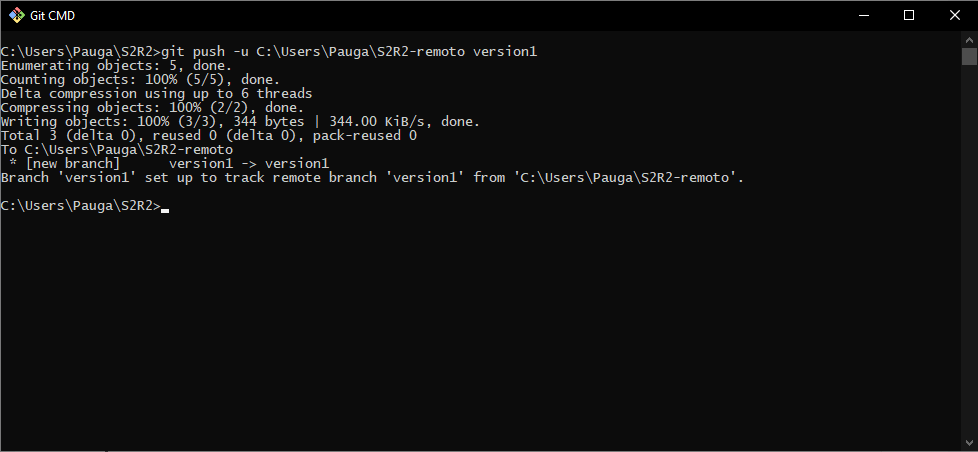 Git CMD
C:\Users\Pauga\S2R2>git push -u C:\Users\Pauga\S2R2-remoto version1
Enumerating objects: 5, done.
Counting objects: 100% (5/5), done.
Delta compression using up to 6 threads
Compressing objects: 100% (2/2), done.
Writing objects: 100% (3/3), 344 bytes | 344.00 KiB/s, done.
Total 3 (delta 0), reused 0 (delta 0), pack-reused 0
To C:\Users\Pauga\S2R2-remoto
 * [new branch]      version1 -> version1
Branch 'version1' set up to track remote branch 'version1' from 'C:\Users\Pauga\S2R2-remoto'.
C:\Users\Pauga\S2R2>